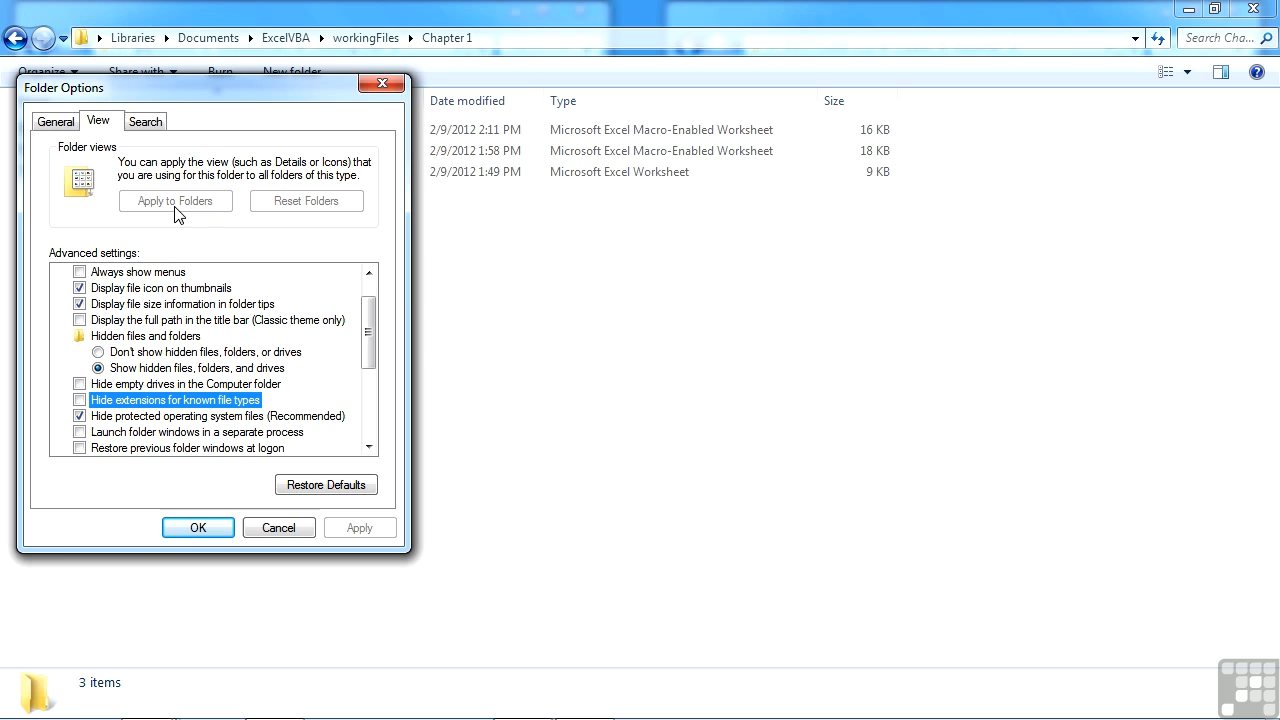 Libraries Documents ExcelVBA workingFiles Chapter 1
Search Cha...
Organize Share with Burn New folder
Folder Options
General View Search
Folder views
You can apply the view (such as Details or Icons) that
you are using for this folder to all folders of this type.
Apply to Folders Reset Folders
Advanced settings:
Always show menus
Display file icon on thumbnails
Display file size information in folder tips
Display the full path in the title bar (Classic theme only)
Hidden files and folders
Don't show hidden files, folders, or drives
Show hidden files, folders, and drives
Hide empty drives in the Computer folder
Hide extensions for known file types
Hide protected operating system files (Recommended)
Launch folder windows in a separate process
Restore previous folder windows at logon
Restore Defaults
OK Cancel Apply
Date modified Type Size
2/9/2012 2:11 PM Microsoft Excel Macro-Enabled Worksheet 16 KB
2/9/2012 1:58 PM Microsoft Excel Macro-Enabled Worksheet 18 KB
2/9/2012 1:49 PM Microsoft Excel Worksheet 9 KB
3 items